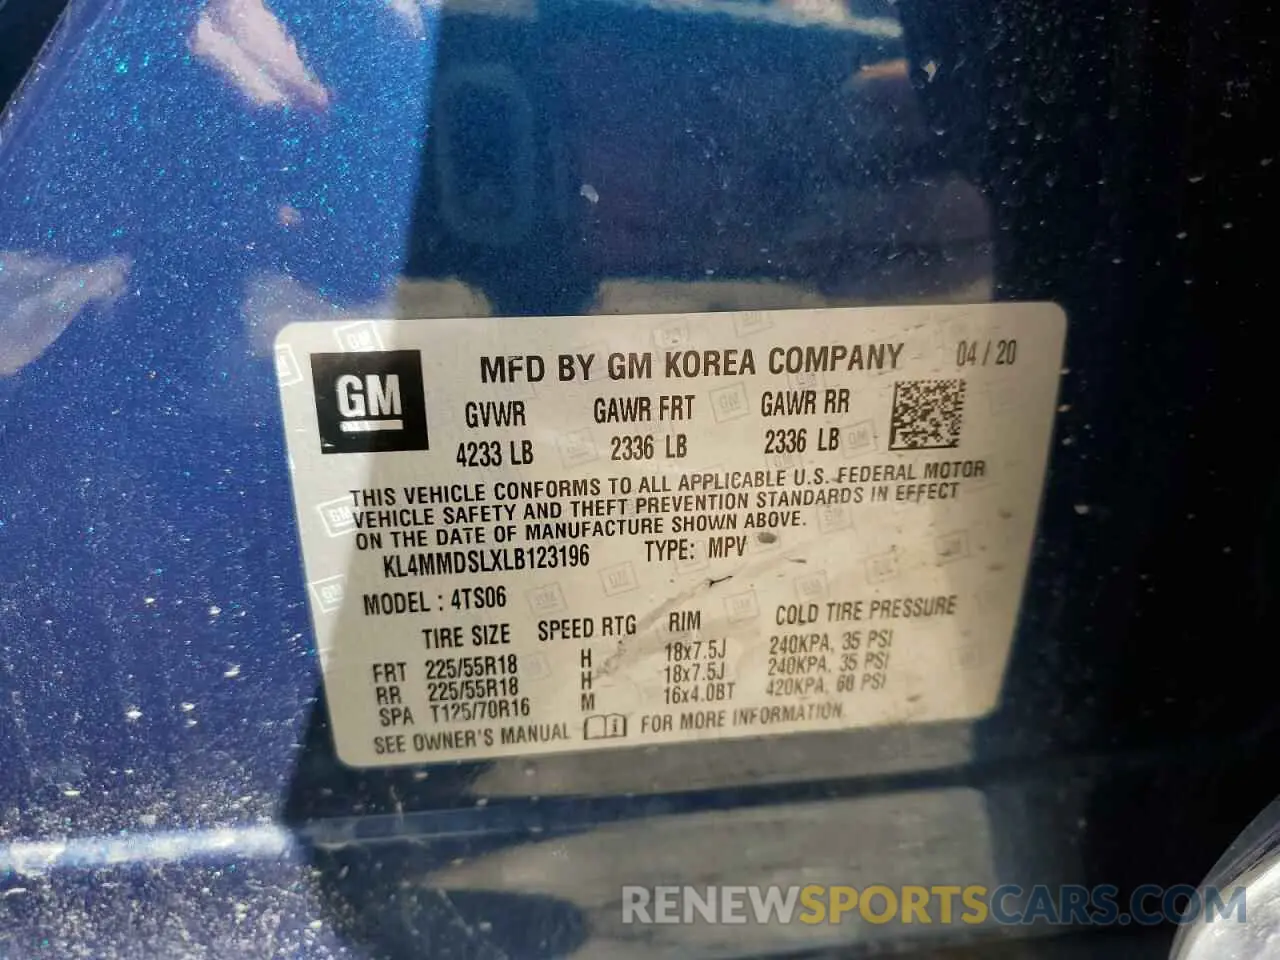 GM
MFD BY GM KOREA COMPANY 04 / 20
GVWR GAWR FRT GAWR RR
4233 LB 2336 LB 2336 LB
THIS VEHICLE CONFORMS TO ALL APPLICABLE U.S. FEDERAL MOTOR
VEHICLE SAFETY AND THEFT PREVENTION STANDARDS IN EFFECT
ON THE DATE OF MANUFACTURE SHOWN ABOVE.
KL4MMDSLXLB123196 TYPE: MPV
MODEL : 4TS06
TIRE SIZE SPEED RTG RIM COLD TIRE PRESSURE
FRT 225/55R18 H 18x7.5J 240KPA, 35 PSI
RR 225/55R18 H 18x7.5J 240KPA, 35 PSI
SPA T125/70R16 M 16x4.0BT 420KPA, 60 PSI
SEE OWNER'S MANUAL FOR MORE INFORMATION
RENEWSPORTSCARS.COM